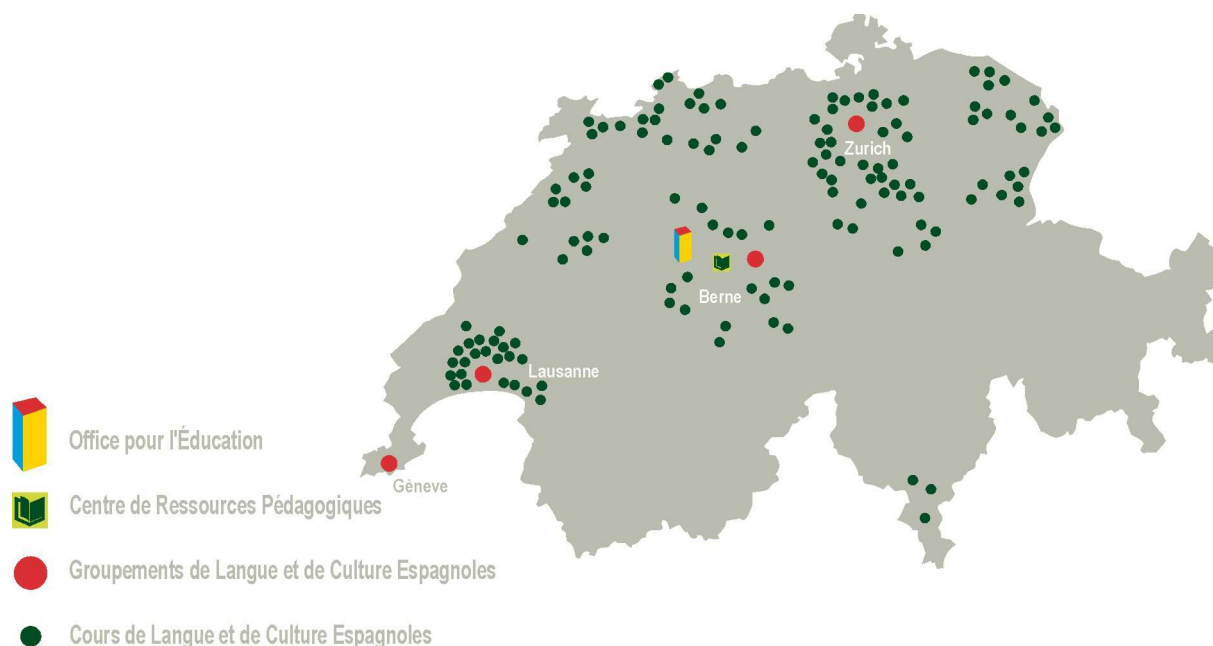 Zurich
Berne
Lausanne
Gèneve
Office pour l'Éducation
Centre de Ressources Pédagogiques
Groupements de Langue et de Culture Espagnoles
Cours de Langue et de Culture Espagnoles